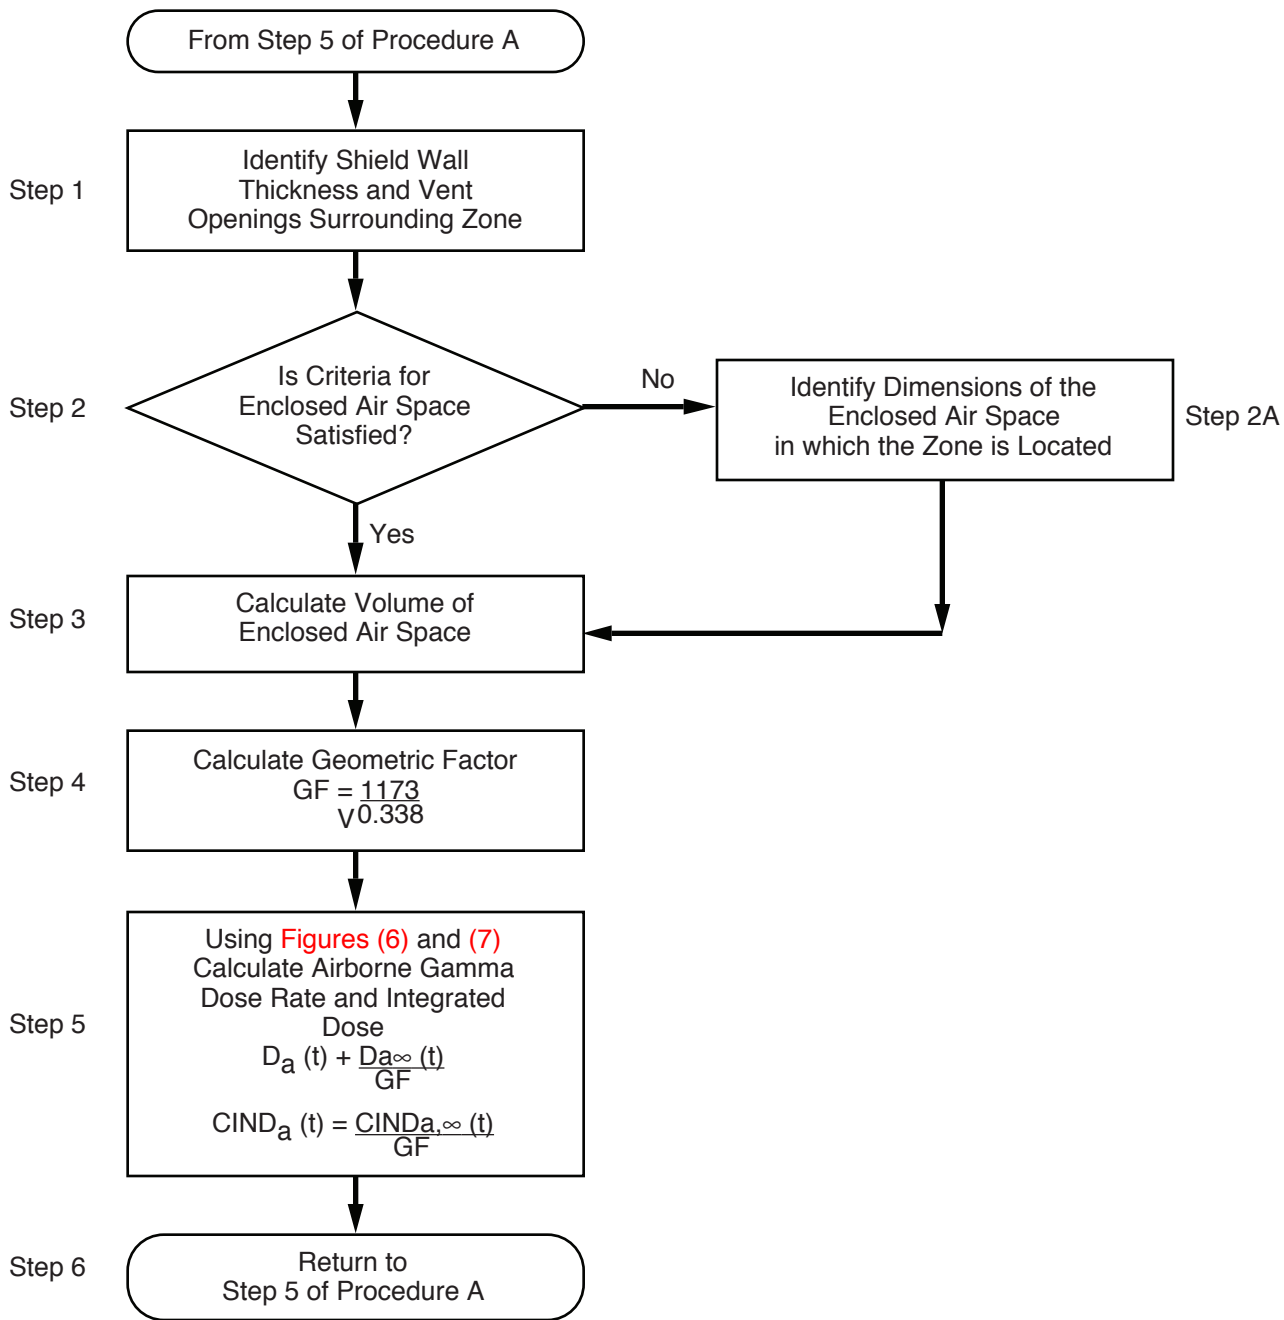 From Step 5 of Procedure A
Step 1
Identify Shield Wall
Thickness and Vent
Openings Surrounding Zone
Step 2
Is Criteria for
Enclosed Air Space
Satisfied?
No
Identify Dimensions of the
Enclosed Air Space
in which the Zone is Located
Step 2A
Yes
Step 3
Calculate Volume of
Enclosed Air Space
Step 4
Calculate Geometric Factor
GF = 1173
V 0.338
Step 5
Using Figures (6) and (7)
Calculate Airborne Gamma
Dose Rate and Integrated
Dose
Da (t) + Da∞ (t)
GF
CINDa (t) = CINDa,∞ (t)
GF
Step 6
Return to
Step 5 of Procedure A